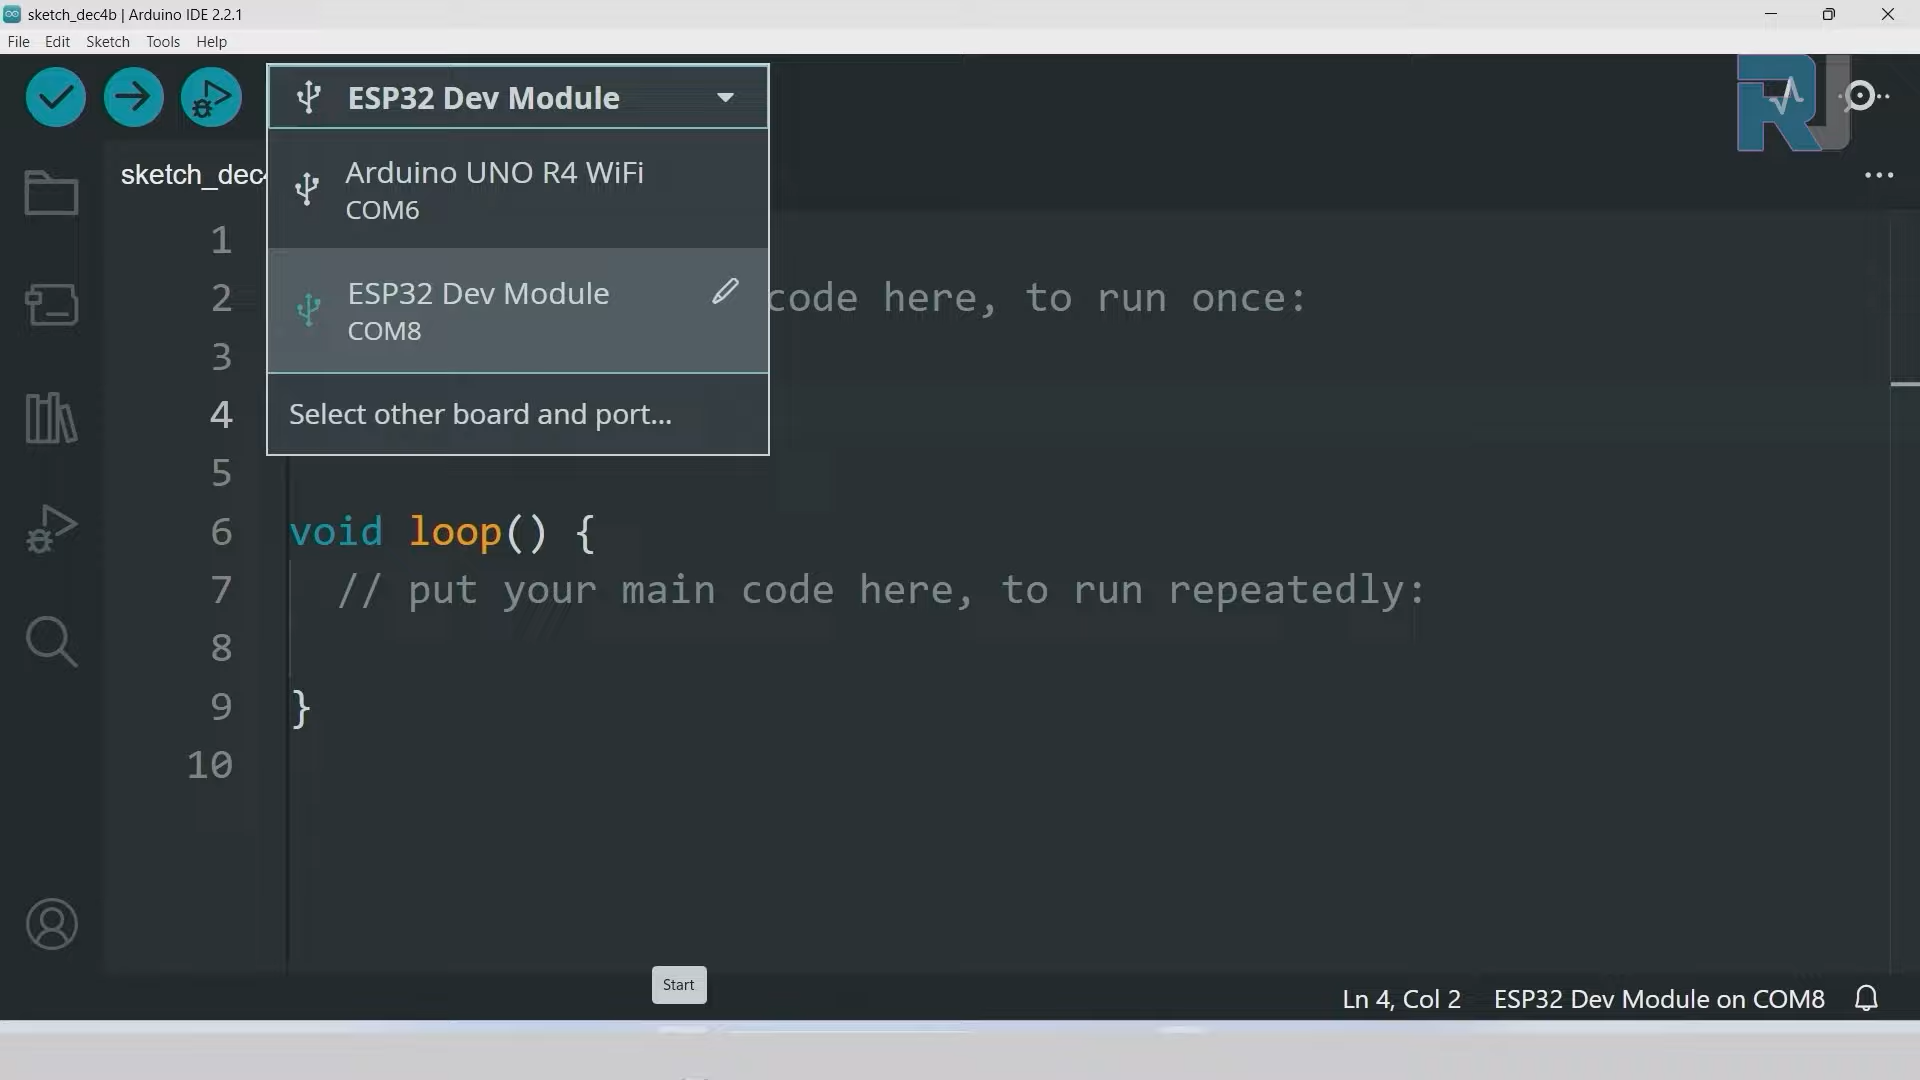 sketch_dec4b | Arduino IDE 2.2.1
File Edit Sketch Tools Help
ESP32 Dev Module
Arduino UNO R4 WiFi
COM6
ESP32 Dev Module
COM8
Select other board and port...
sketch_dec4
1
2 code here, to run once:
3
4
5
6 void loop() {
7 // put your main code here, to run repeatedly:
8
9 }
10
RJ
Start
Ln 4, Col 2 ESP32 Dev Module on COM8